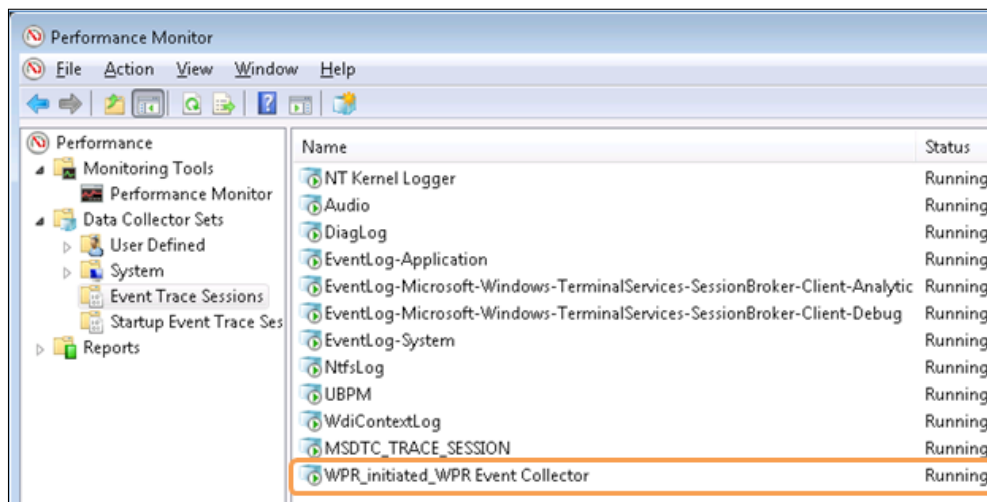 Performance Monitor
File Action View Window Help
Performance
Monitoring Tools
Performance Monitor
Data Collector Sets
User Defined
System
Event Trace Sessions
Startup Event Trace Ses
Reports
Name Status
NT Kernel Logger Running
Audio Running
DiagLog Running
EventLog-Application Running
EventLog-Microsoft-Windows-TerminalServices-SessionBroker-Client-Analytic Running
EventLog-Microsoft-Windows-TerminalServices-SessionBroker-Client-Debug Running
EventLog-System Running
NtfsLog Running
UBPM Running
WdiContextLog Running
MSDTC_TRACE_SESSION Running
WPR_initiated_WPR Event Collector Running